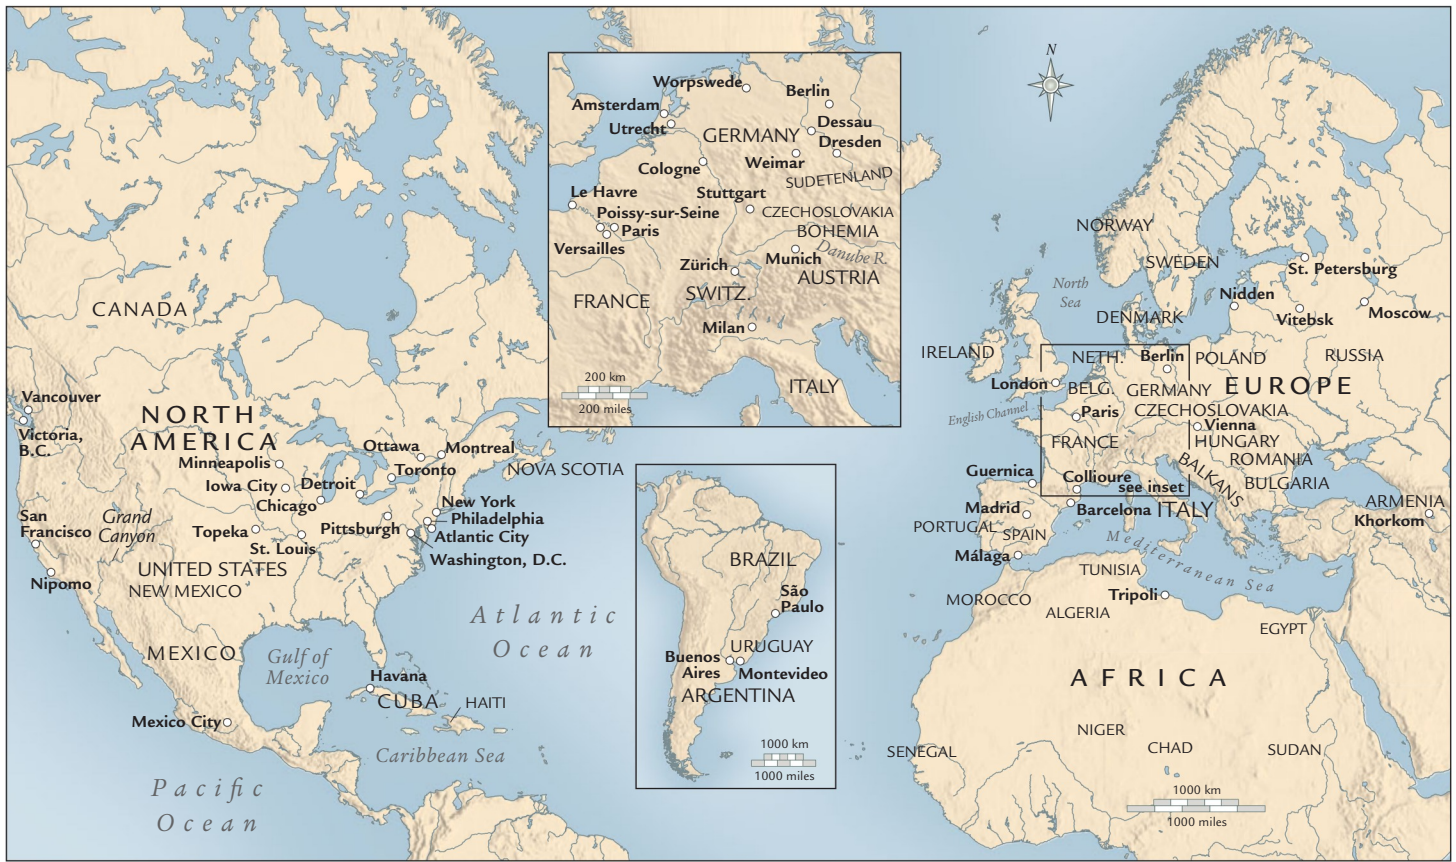 CANADA
NORTH
AMERICA
Vancouver
Victoria,
B.C.
Minneapolis
Iowa City
Chicago
Detroit
Ottawa
Montreal
Toronto
NOVA SCOTIA
San
Francisco
Grand
Canyon
Topeka
St. Louis
Pittsburgh
New York
Philadelphia
Atlantic City
Washington, D.C.
Nipomo
UNITED STATES
NEW MEXICO
MEXICO
Gulf of
Mexico
Havana
CUBA
HAITI
Mexico City
Caribbean Sea
Atlantic
Ocean
Pacific
Ocean
Worpswede
Berlin
Amsterdam
Utrecht
GERMANY
Dessau
Dresden
Weimar
Cologne
SUDETENLAND
Le Havre
Stuttgart
Poissy-sur-Seine
Paris
Versailles
CZECHOSLOVAKIA
BOHEMIA
Danube R.
Munich
Zürich
AUSTRIA
FRANCE
SWITZ.
Milan
ITALY
200 km
200 miles
BRAZIL
São
Paulo
URUGUAY
Buenos
Aires
Montevideo
ARGENTINA
1000 km
1000 miles
N
NORWAY
SWEDEN
St. Petersburg
North
Sea
Nidden
Moscow
Vitebsk
DENMARK
IRELAND
NETH.
Berlin
POLAND
RUSSIA
London
BELG.
GERMANY
EUROPE
English Channel
Paris
CZECHOSLOVAKIA
Vienna
FRANCE
HUNGARY
ROMANIA
BALKANS
Guernica
Collioure
see inset
BULGARIA
ARMENIA
Khorkom
Madrid
Barcelona
ITALY
PORTUGAL
SPAIN
Málaga
Mediterranean Sea
TUNISIA
Tripoli
MOROCCO
ALGERIA
EGYPT
AFRICA
NIGER
SENEGAL
CHAD
SUDAN
1000 km
1000 miles